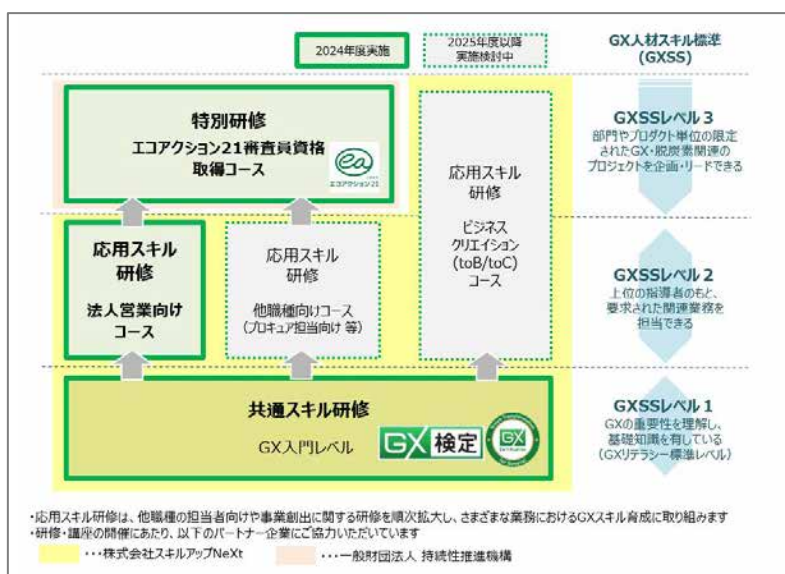 2024年度実施
2025年度以降
実施検討中
GX人材スキル標準
(GXSS)
特別研修
エコアクション21審査員資格
取得コース
ea
エコアクション21
応用スキル
研修
ビジネス
クリエイション
(toB/toC)
コース
GXSSレベル3
部門やプロダクト単位の限定
されたGX・脱炭素関連の
プロジェクトを企画・リードできる
応用スキル
研修
法人営業向け
コース
応用スキル
研修
他職種向けコース
(プロキュア担当向け 等)
GXSSレベル2
上位の指導者のもと、
要求された関連業務を
担当できる
共通スキル研修
GX入門レベル
GX検定
GX
GXSSレベル1
GXの重要性を理解し、
基礎知識を有している
(GXリテラシー標準レベル)
・応用スキル研修は、他職種の担当者向けや事業創出に関する研修を順次拡大し、さまざまな業務におけるGXスキル育成に取り組みます
・研修・講座の開催にあたり、以下のパートナー企業にご協力いただいています
・・・株式会社スキルアップNeXt
・・・一般財団法人 持続性推進機構